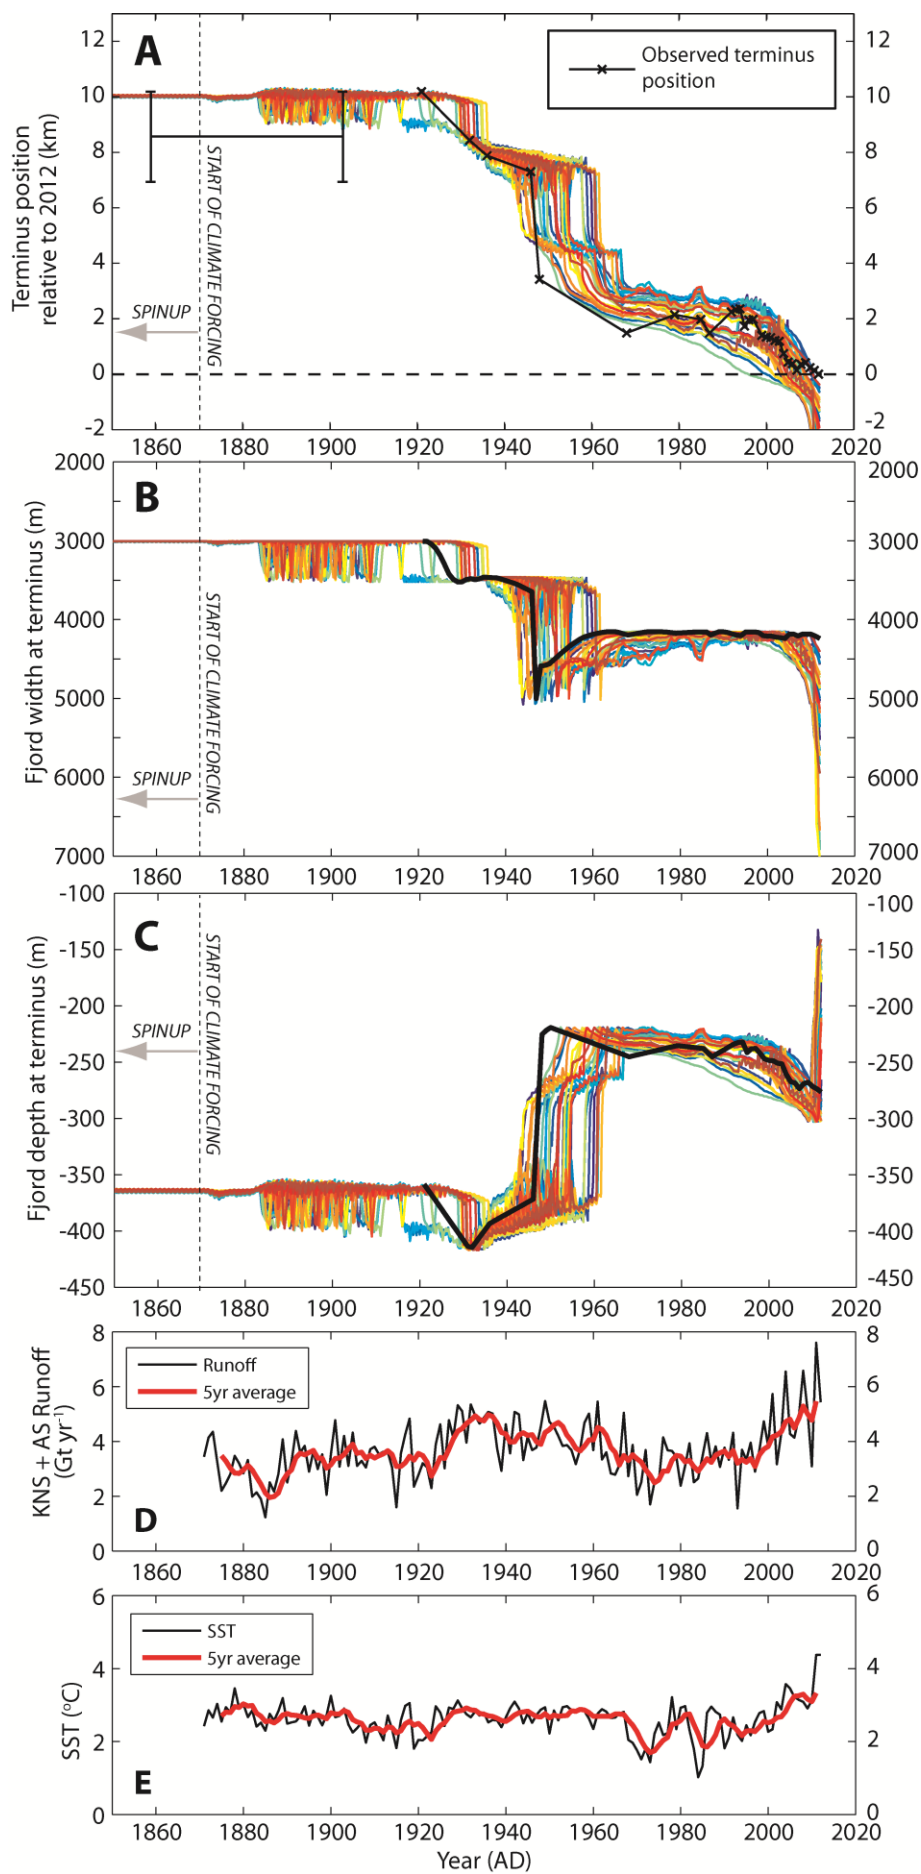 A
Observed terminus
position
Terminus position
relative to 2012 (km)
12
10
8
6
4
2
0
-2
12
10
8
6
4
2
0
-2
SPINUP
START OF CLIMATE FORCING
1860 1880 1900 1920 1940 1960 1980 2000 2020
B
Fjord width at terminus (m)
2000
3000
4000
5000
6000
7000
2000
3000
4000
5000
6000
7000
SPINUP
START OF CLIMATE FORCING
1860 1880 1900 1920 1940 1960 1980 2000 2020
C
Fjord depth at terminus (m)
-100
-150
-200
-250
-300
-350
-400
-450
-100
-150
-200
-250
-300
-350
-400
-450
SPINUP
START OF CLIMATE FORCING
1860 1880 1900 1920 1940 1960 1980 2000 2020
Runoff
5yr average
KNS + AS Runoff
(Gt yr⁻¹)
8
6
4
2
0
8
6
4
2
0
D
1860 1880 1900 1920 1940 1960 1980 2000 2020
SST
5yr average
SST (°C)
6
4
2
0
6
4
2
0
E
1860 1880 1900 1920 1940 1960 1980 2000 2020
Year (AD)